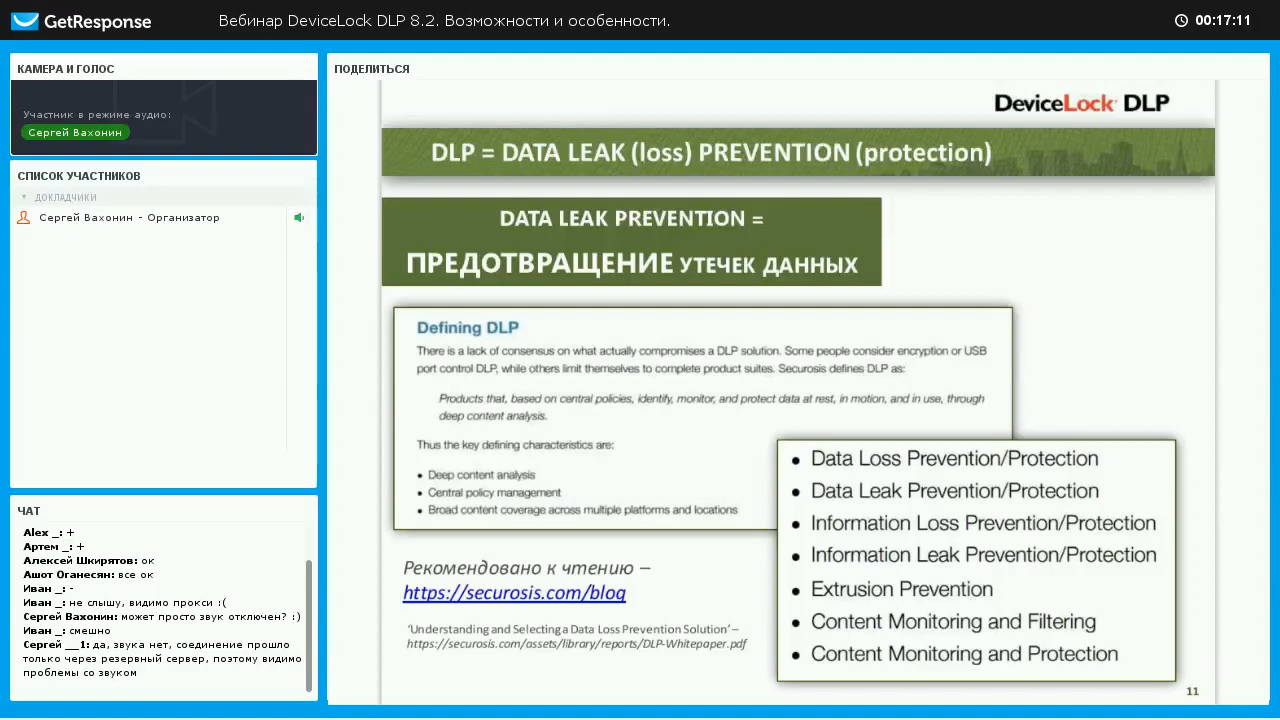 GetResponse
Вебинар DeviceLock DLP 8.2. Возможности и особенности.
00:17:11
КАМЕРА И ГОЛОС
Участник в режиме аудио:
Сергей Вахонин
СПИСОК УЧАСТНИКОВ
ДОКЛАДЧИКИ
Сергей Вахонин - Организатор
ЧАТ
Alex _: +
Артем _: +
Алексей Шкирятов: ок
Ашот Оганесян: все ок
Иван _: -
Иван _: не слышу, видимо прокси :(
Сергей Вахонин: может просто звук отключен? :)
Иван _: смешно
Сергей __1: да, звука нет, соединение прошло
только через резервный сервер, поэтому видимо
проблемы со звуком
ПОДЕЛИТЬСЯ
DeviceLock DLP
DLP = DATA LEAK (loss) PREVENTION (protection)
DATA LEAK PREVENTION =
ПРЕДОТВРАЩЕНИЕ УТЕЧЕК ДАННЫХ
Defining DLP
There is a lack of consensus on what actually compromises a DLP solution. Some people consider encryption or USB
port control DLP, while others limit themselves to complete product suites. Securosis defines DLP as:
Products that, based on central policies, identify, monitor, and protect data at rest, in motion, and in use, through
deep content analysis.
Thus the key defining characteristics are:
• Deep content analysis
• Central policy management
• Broad content coverage across multiple platforms and locations
• Data Loss Prevention/Protection
• Data Leak Prevention/Protection
• Information Loss Prevention/Protection
• Information Leak Prevention/Protection
• Extrusion Prevention
• Content Monitoring and Filtering
• Content Monitoring and Protection
Рекомендовано к чтению –
https://securosis.com/blog
'Understanding and Selecting a Data Loss Prevention Solution' –
https://securosis.com/assets/library/reports/DLP-Whitepaper.pdf
11